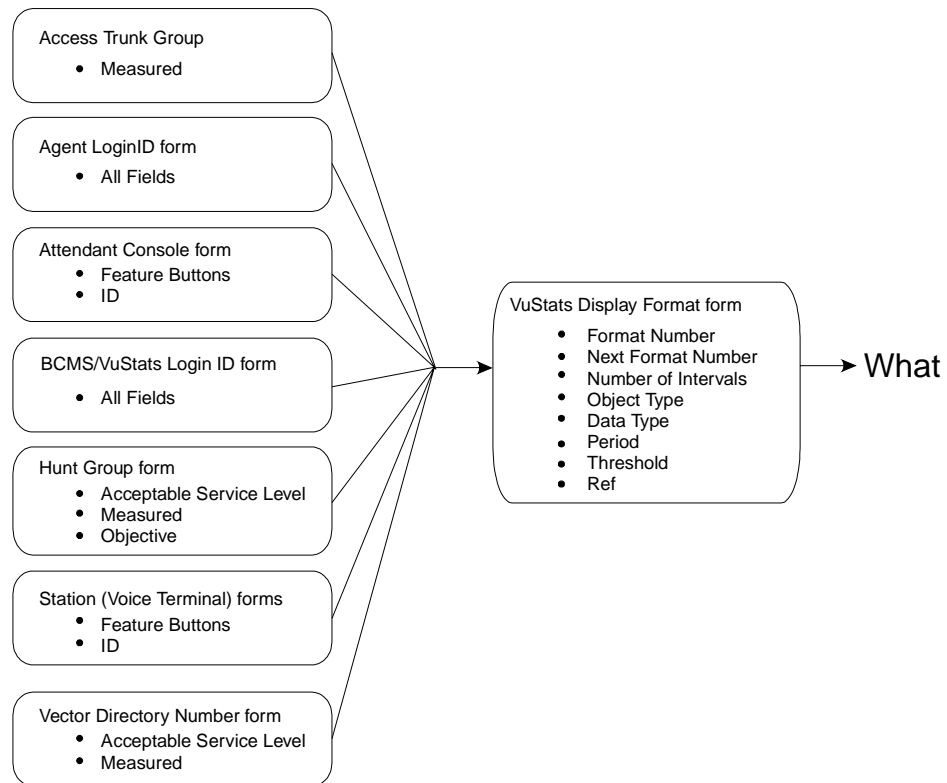 Access Trunk Group
• Measured
Agent LoginID form
• All Fields
Attendant Console form
• Feature Buttons
• ID
BCMS/VuStats Login ID form
• All Fields
Hunt Group form
• Acceptable Service Level
• Measured
• Objective
Station (Voice Terminal) forms
• Feature Buttons
• ID
Vector Directory Number form
• Acceptable Service Level
• Measured
VuStats Display Format form
• Format Number
• Next Format Number
• Number of Intervals
• Object Type
• Data Type
• Period
• Threshold
• Ref
What